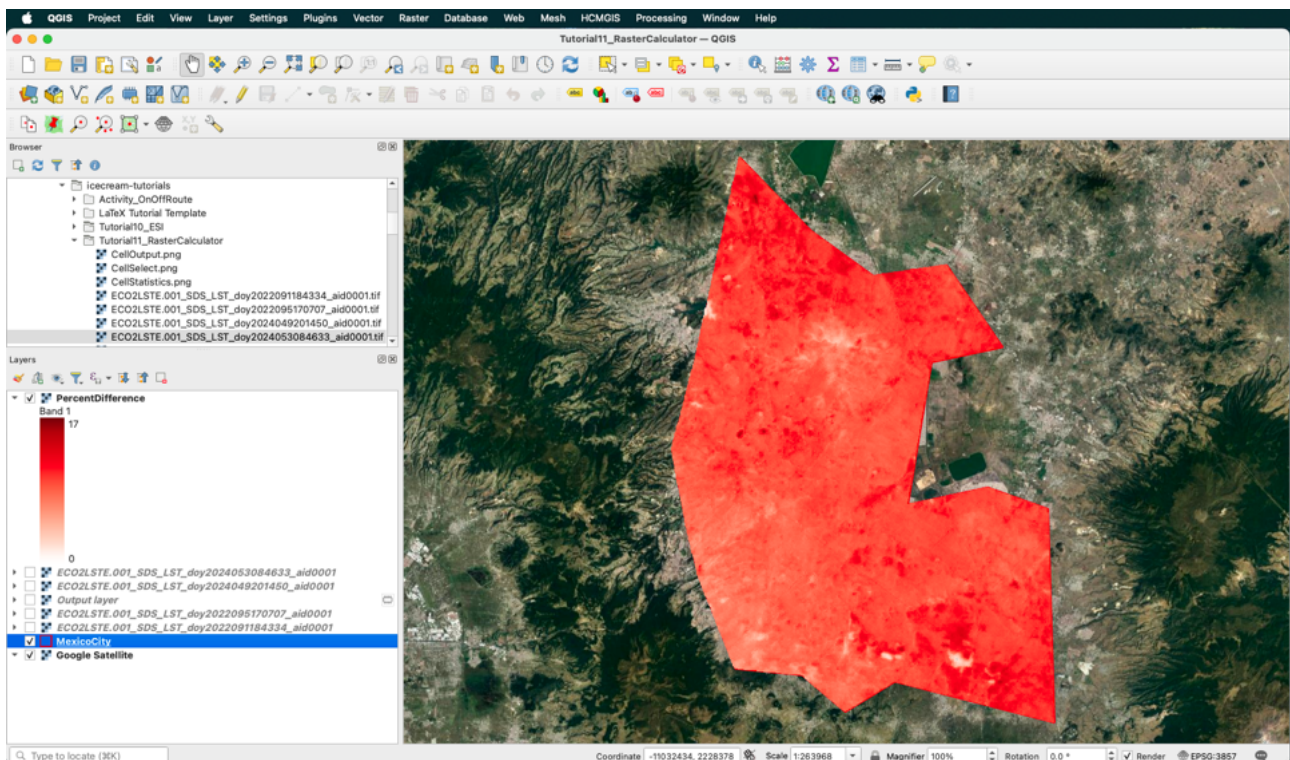 QGIS Project Edit View Layer Settings Plugins Vector Raster Database Web Mesh HCMGIS Processing Window Help
Tutorial11_RasterCalculator — QGIS
Browser
icecream-tutorials
Activity_OnOffRoute
LaTeX Tutorial Template
Tutorial10_ESI
Tutorial11_RasterCalculator
CellOutput.png
CellSelect.png
CellStatistics.png
ECO2LSTE.001_SDS_LST_doy2022091184334_aid0001.tif
ECO2LSTE.001_SDS_LST_doy2022095170707_aid0001.tif
ECO2LSTE.001_SDS_LST_doy2024049201450_aid0001.tif
ECO2LSTE.001_SDS_LST_doy2024053084633_aid0001.tif
Layers
PercentDifference
Band 1
17
0
ECO2LSTE.001_SDS_LST_doy2024053084633_aid0001
ECO2LSTE.001_SDS_LST_doy2024049201450_aid0001
Output layer
ECO2LSTE.001_SDS_LST_doy2022095170707_aid0001
ECO2LSTE.001_SDS_LST_doy2022091184334_aid0001
MexicoCity
Google Satellite
Type to locate (⌘K) Coordinate -11032434, 2228378 Scale 1:263968 Magnifier 100% Rotation 0.0 ° Render EPSG:3857